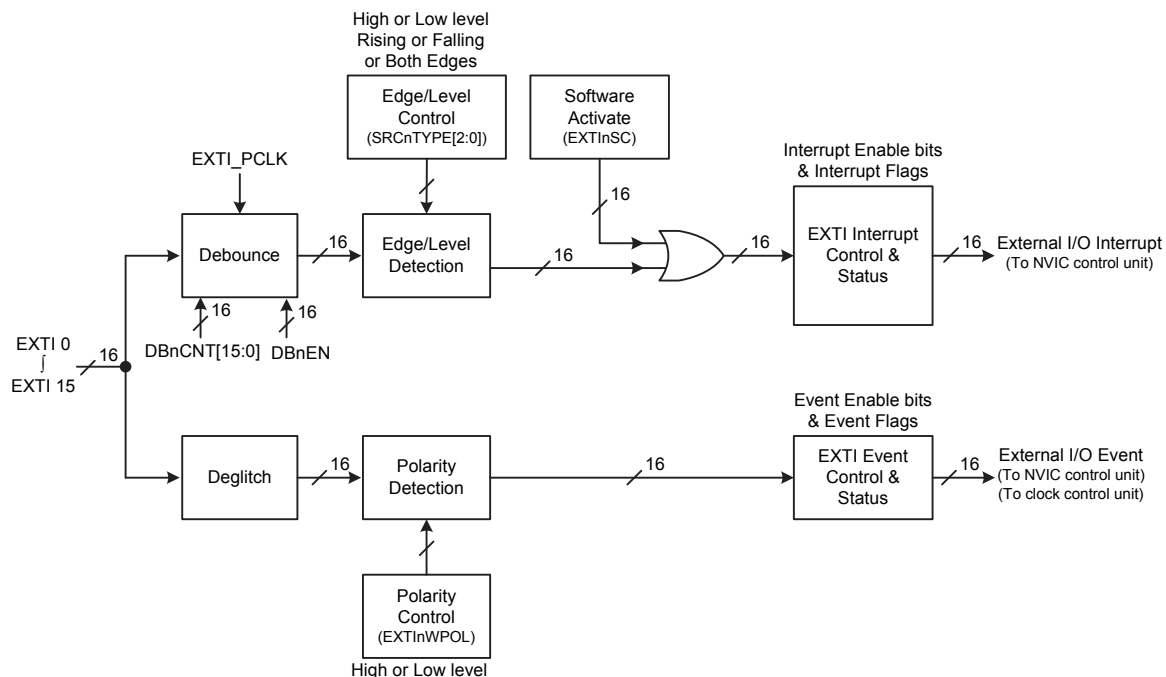 High or Low level
Rising or Falling
or Both Edges
Edge/Level
Control
(SRCnTYPE[2:0])
Software
Activate
(EXTInSC)
EXTI_PCLK
16
Interrupt Enable bits
& Interrupt Flags
Debounce
16
Edge/Level
Detection
16
16
EXTI Interrupt
Control &
Status
16
External I/O Interrupt
(To NVIC control unit)
16
16
DBnCNT[15:0]
DBnEN
EXTI 0
∫
EXTI 15
16
Event Enable bits
& Event Flags
Deglitch
16
Polarity
Detection
16
EXTI Event
Control &
Status
16
External I/O Event
(To NVIC control unit)
(To clock control unit)
Polarity
Control
(EXTInWPOL)
High or Low level